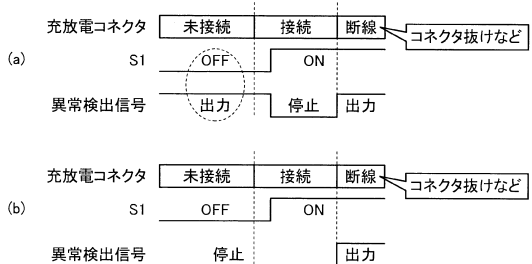 充放電コネクタ 未接続 接続 断線 コネクタ抜けなど
(a) S1 OFF ON
異常検出信号 出力 停止 出力
充放電コネクタ 未接続 接続 断線 コネクタ抜けなど
(b) S1 OFF ON
異常検出信号 停止 出力